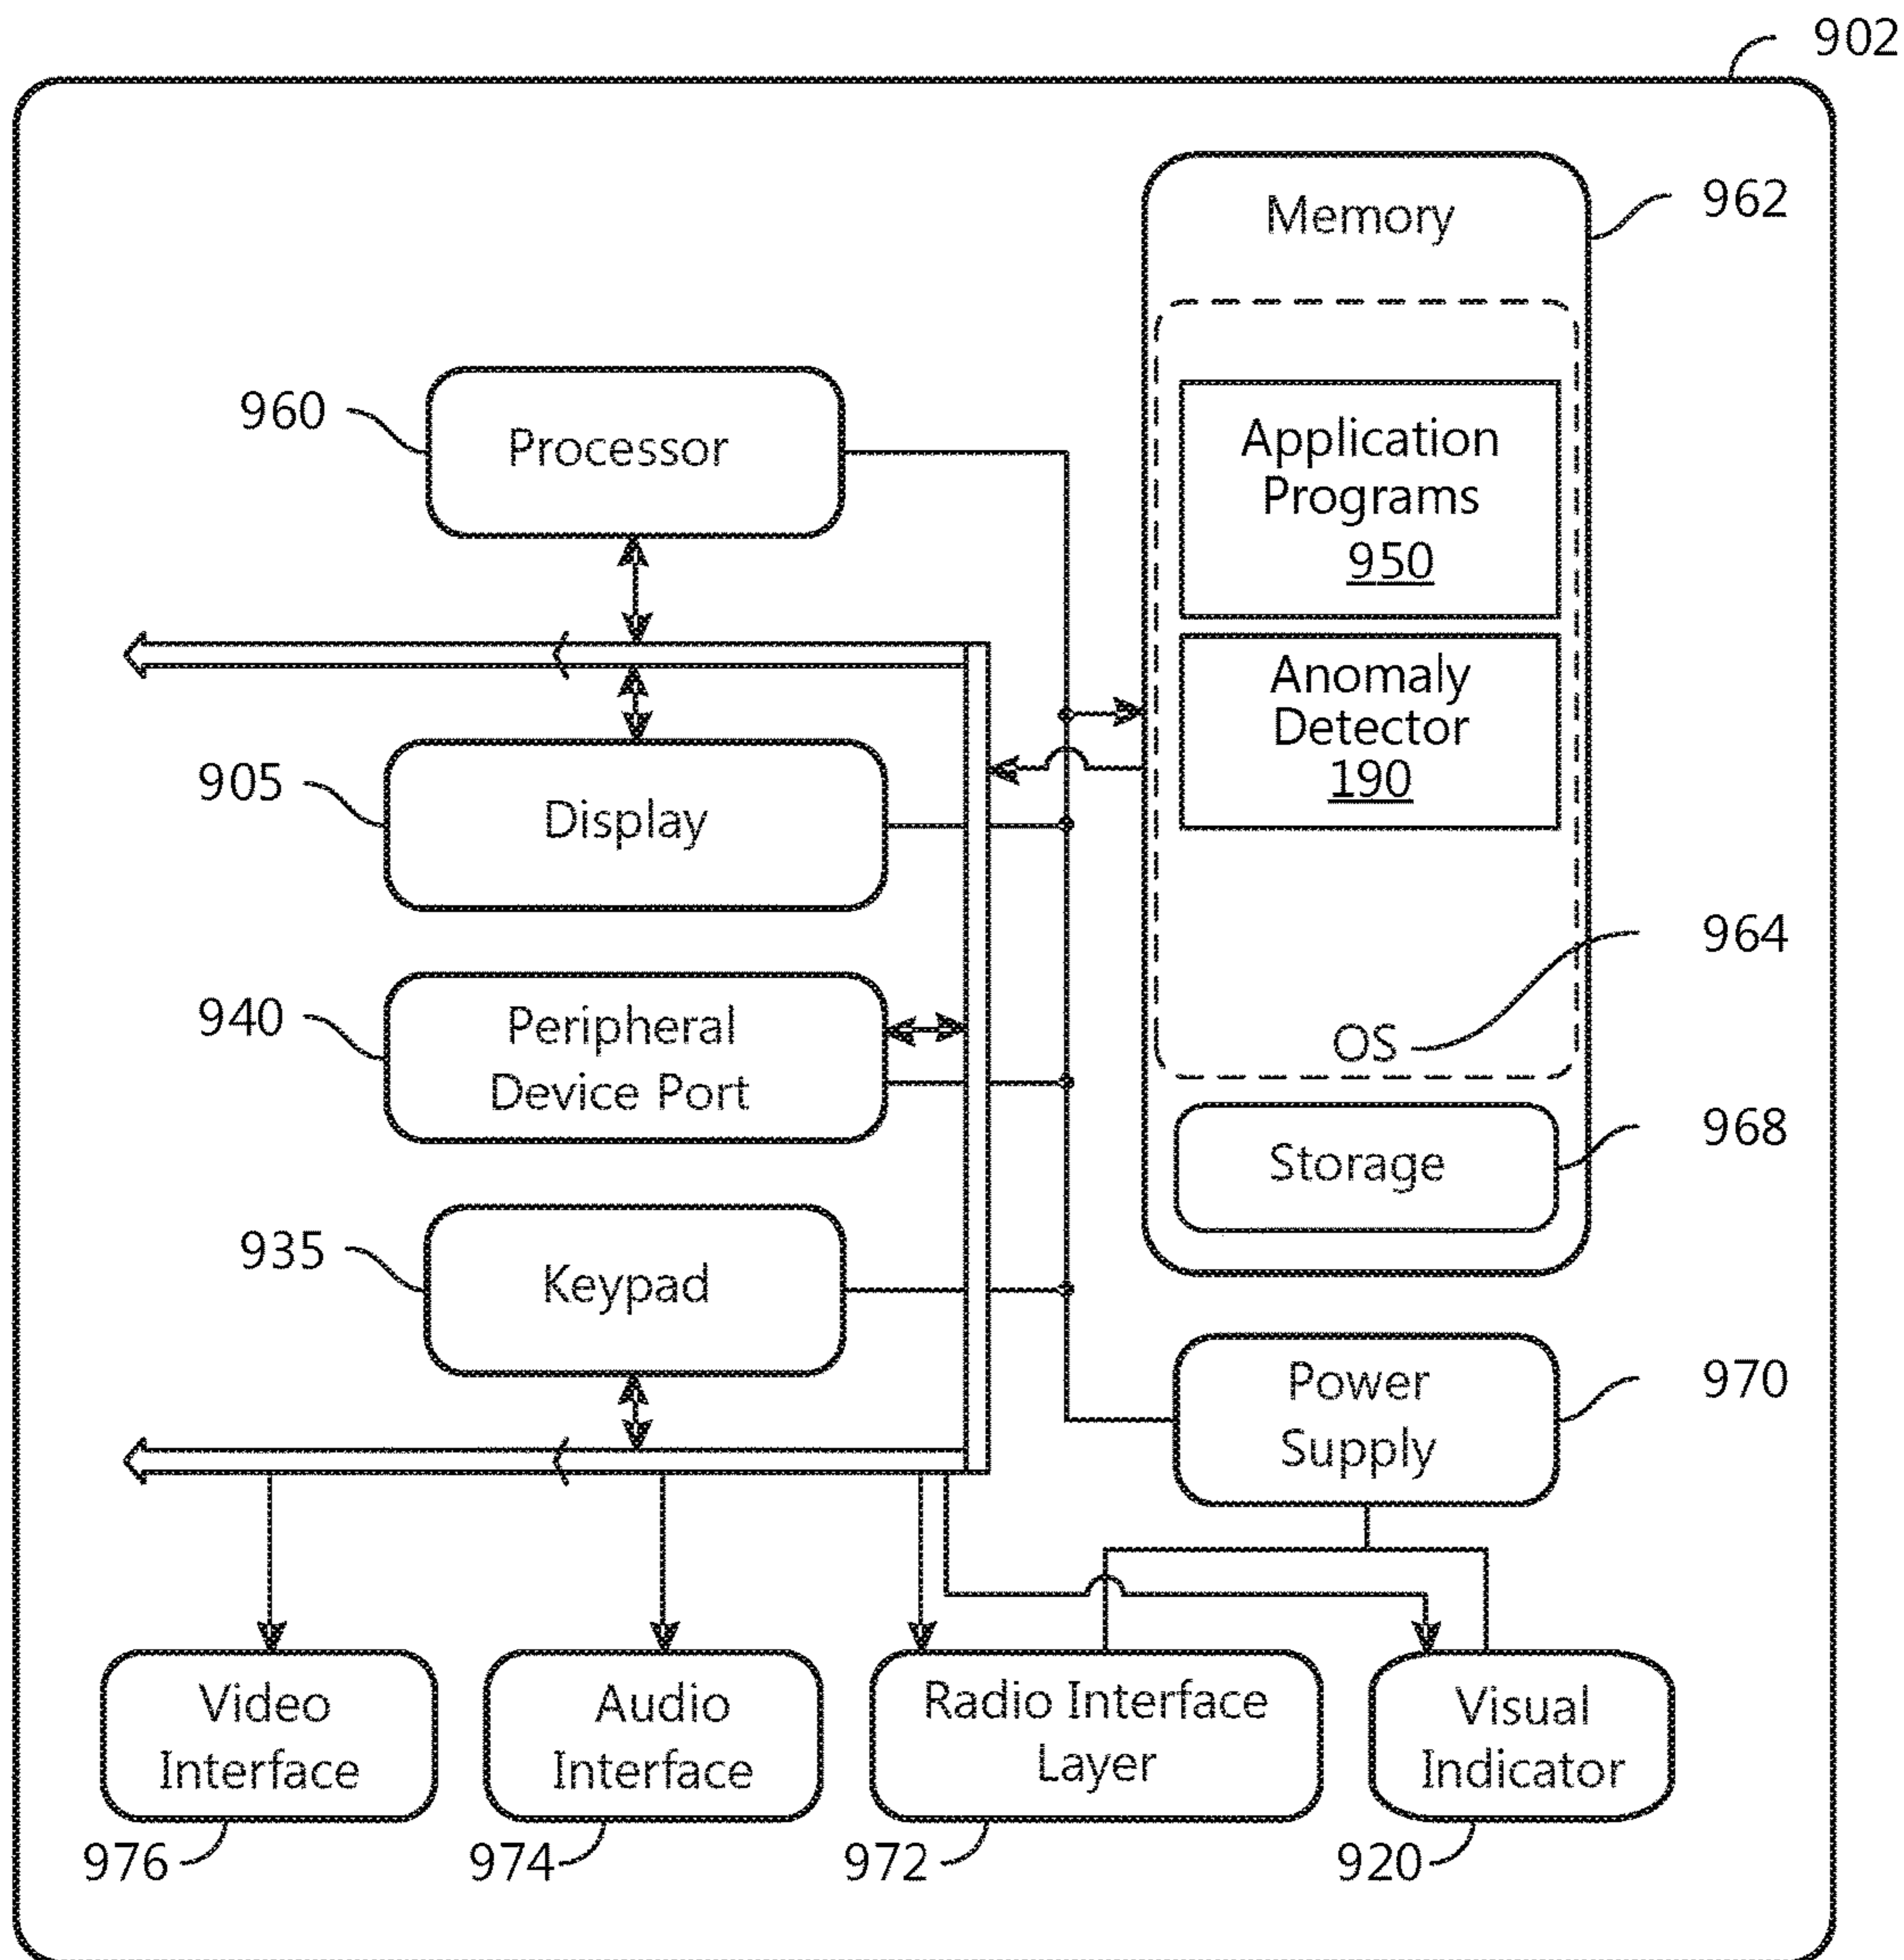 902
Memory
962
960
Processor
Application
Programs
950
Anomaly
Detector
190
905
Display
964
OS
940
Peripheral
Device Port
968
Storage
935
Keypad
970
Power
Supply
Video
Interface
Audio
Interface
Radio Interface
Layer
Visual
Indicator
976
974
972
920